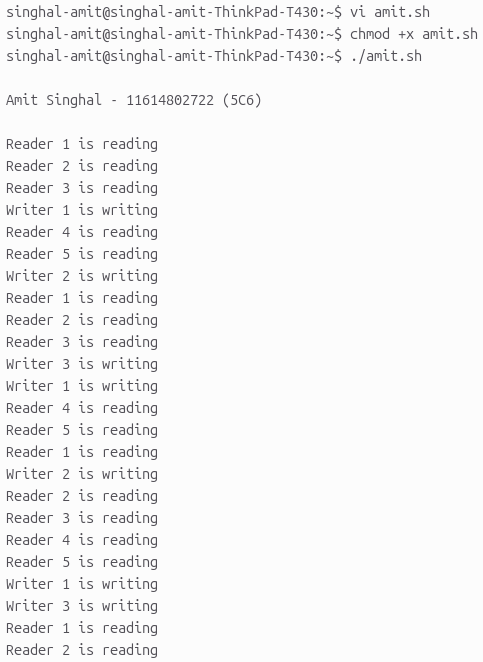 singhal-amit@singhal-amit-ThinkPad-T430:~$ vi amit.sh
singhal-amit@singhal-amit-ThinkPad-T430:~$ chmod +x amit.sh
singhal-amit@singhal-amit-ThinkPad-T430:~$ ./amit.sh
Amit Singhal - 11614802722 (5C6)
Reader 1 is reading
Reader 2 is reading
Reader 3 is reading
Writer 1 is writing
Reader 4 is reading
Reader 5 is reading
Writer 2 is writing
Reader 1 is reading
Reader 2 is reading
Reader 3 is reading
Writer 3 is writing
Writer 1 is writing
Reader 4 is reading
Reader 5 is reading
Reader 1 is reading
Writer 2 is writing
Reader 2 is reading
Reader 3 is reading
Reader 4 is reading
Reader 5 is reading
Writer 1 is writing
Writer 3 is writing
Reader 1 is reading
Reader 2 is reading